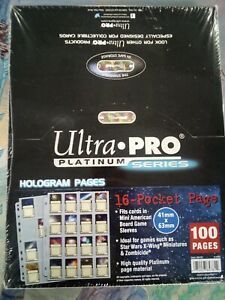 LOOK FOR OTHER PRODUCTS
ESPECIALLY DESIGNED FOR COLLECTIBLE CARDS
Ultra•PRO
Ultra•PRO®
PLATINUM SERIES
HOLOGRAM PAGES
16-Pocket Page
• Fits cards in
Mini American
Board Game
Sleeves
41mm
x
63mm
• Ideal for games such as
Star Wars X-Wing® Miniatures
& Zombicide®
• High quality Platinum
page material
100
PAGES